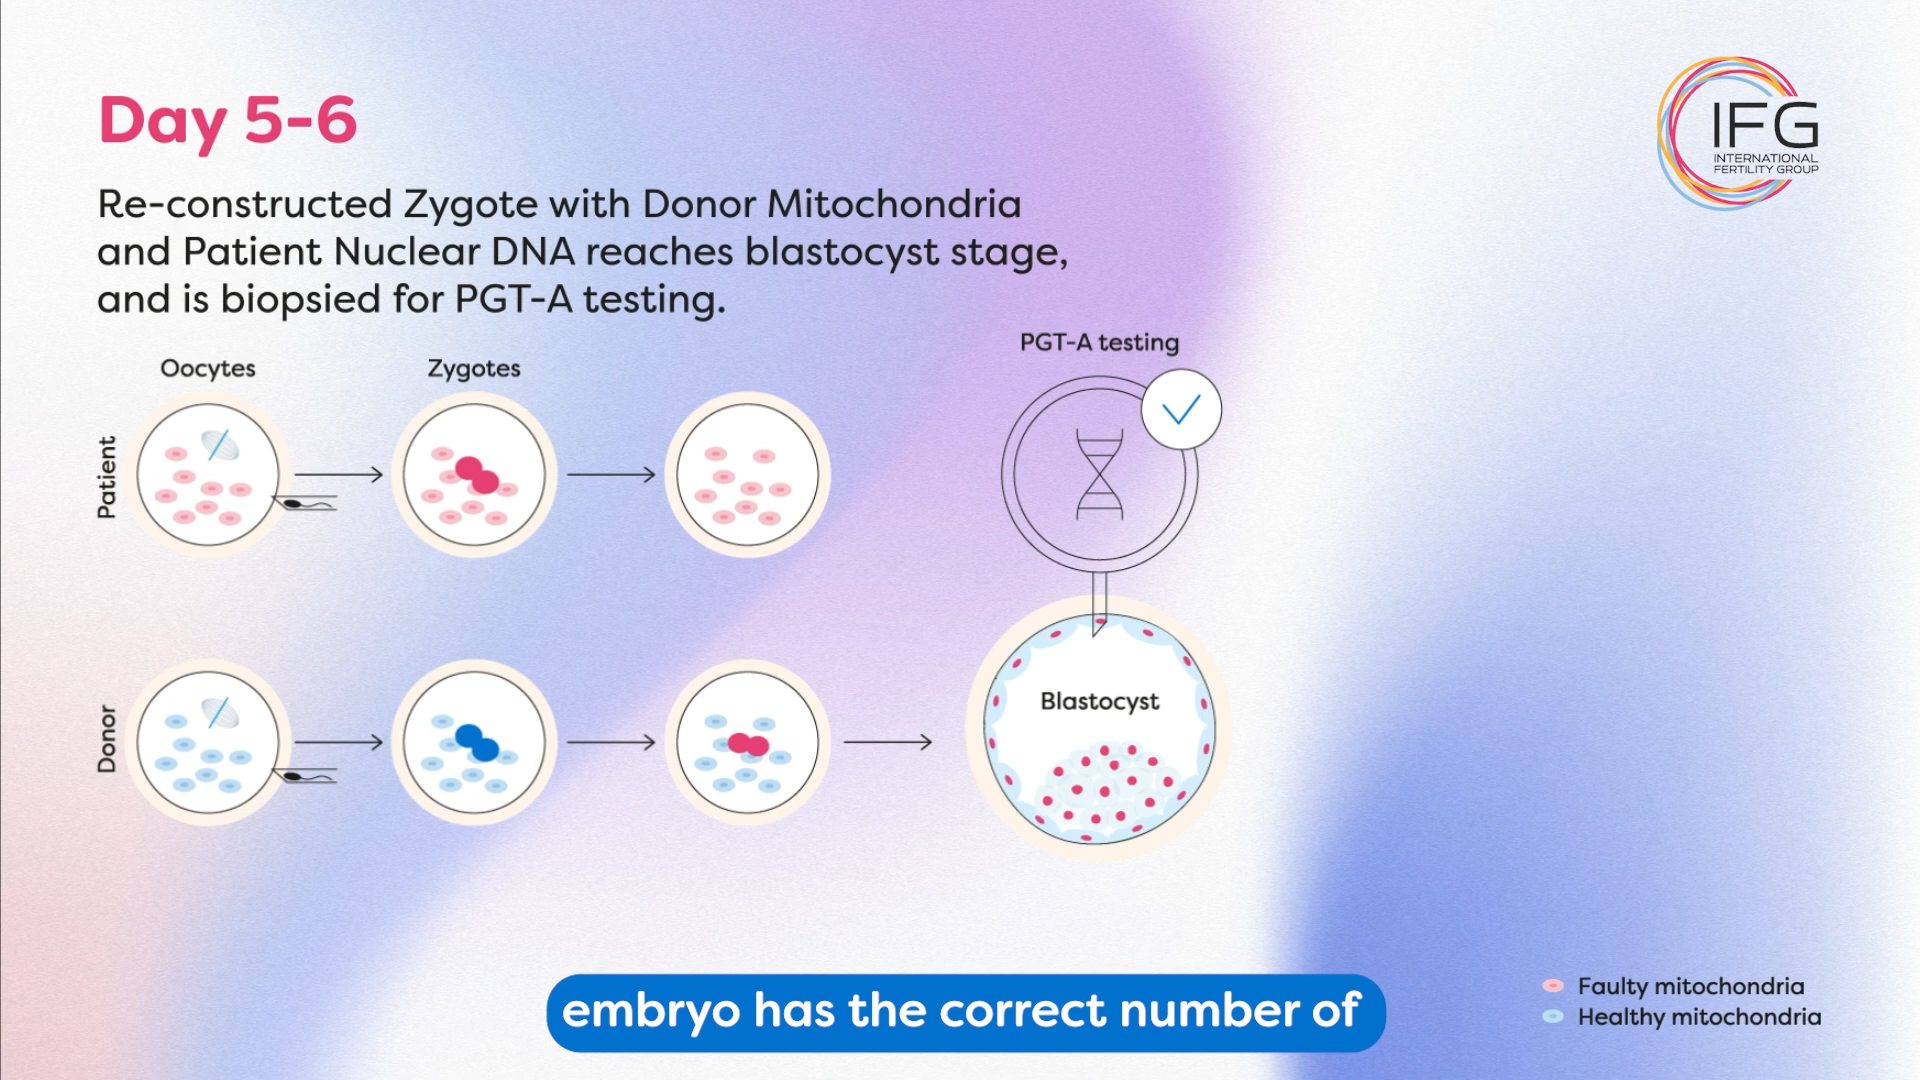 Day 5-6
IFG
INTERNATIONAL
FERTILITY GROUP
Re-constructed Zygote with Donor Mitochondria
and Patient Nuclear DNA reaches blastocyst stage,
and is biopsied for PGT-A testing.
PGT-A testing
Oocytes
Zygotes
Patient
Donor
Blastocyst
embryo has the correct number of
Faulty mitochondria
Healthy mitochondria